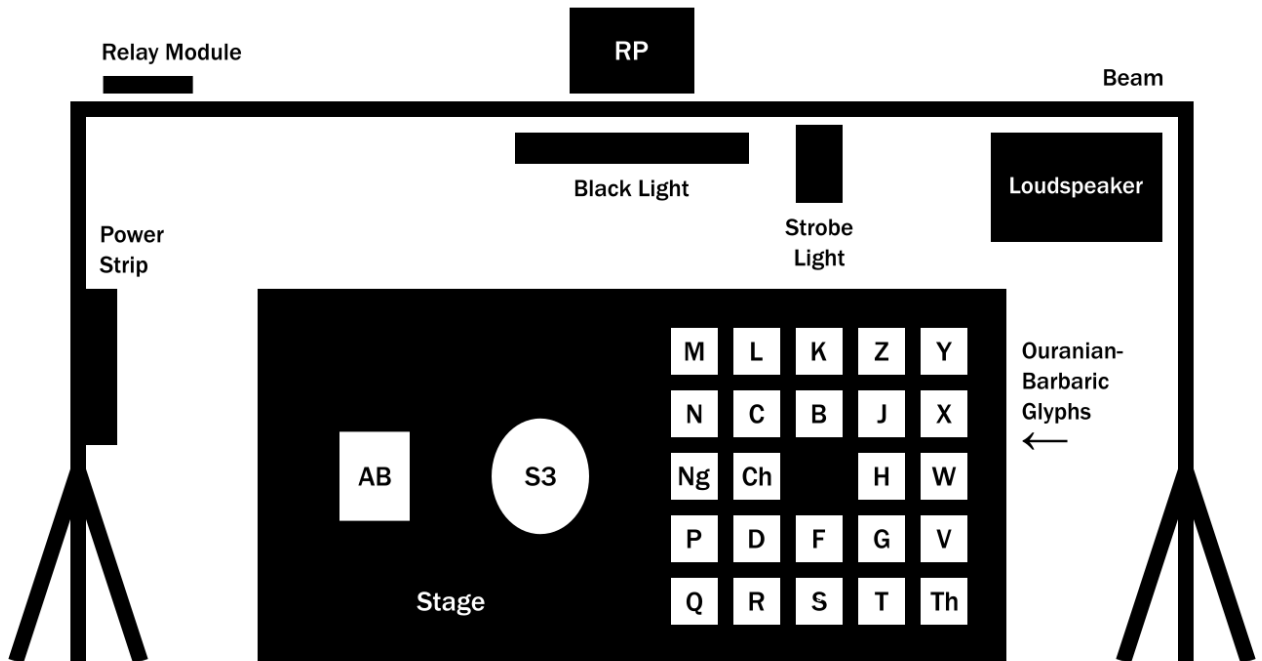 Relay Module
RP
Beam
Black Light
Loudspeaker
Strobe
Light
Power
Strip
M L K Z Y
N C B J X
Ng Ch H W
P D F G V
Q R S T Th
Ouranian-
Barbaric
Glyphs
←
AB
S3
Stage